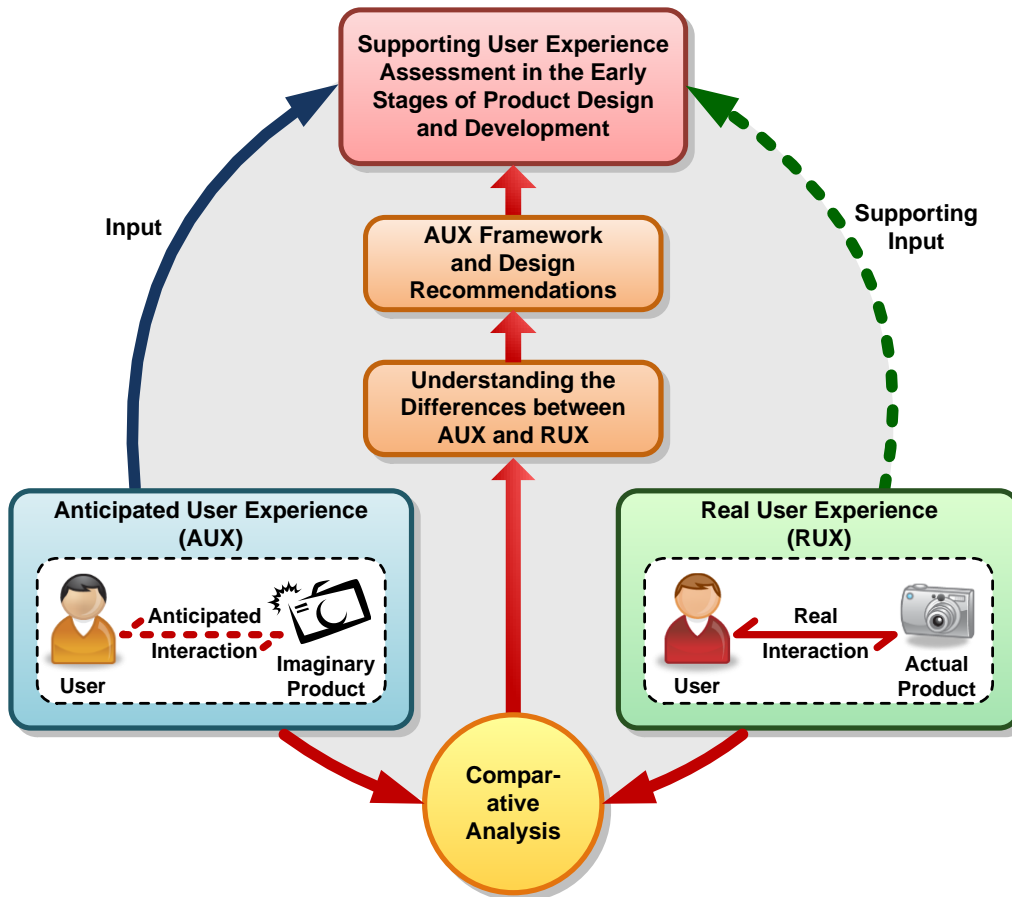 Supporting User Experience
Assessment in the Early
Stages of Product Design
and Development
Input
Supporting
Input
AUX Framework
and Design
Recommendations
Understanding the
Differences between
AUX and RUX
Anticipated User Experience
(AUX)
Anticipated
Interaction
User
Imaginary
Product
Real User Experience
(RUX)
Real
Interaction
User
Actual
Product
Compar-
ative
Analysis